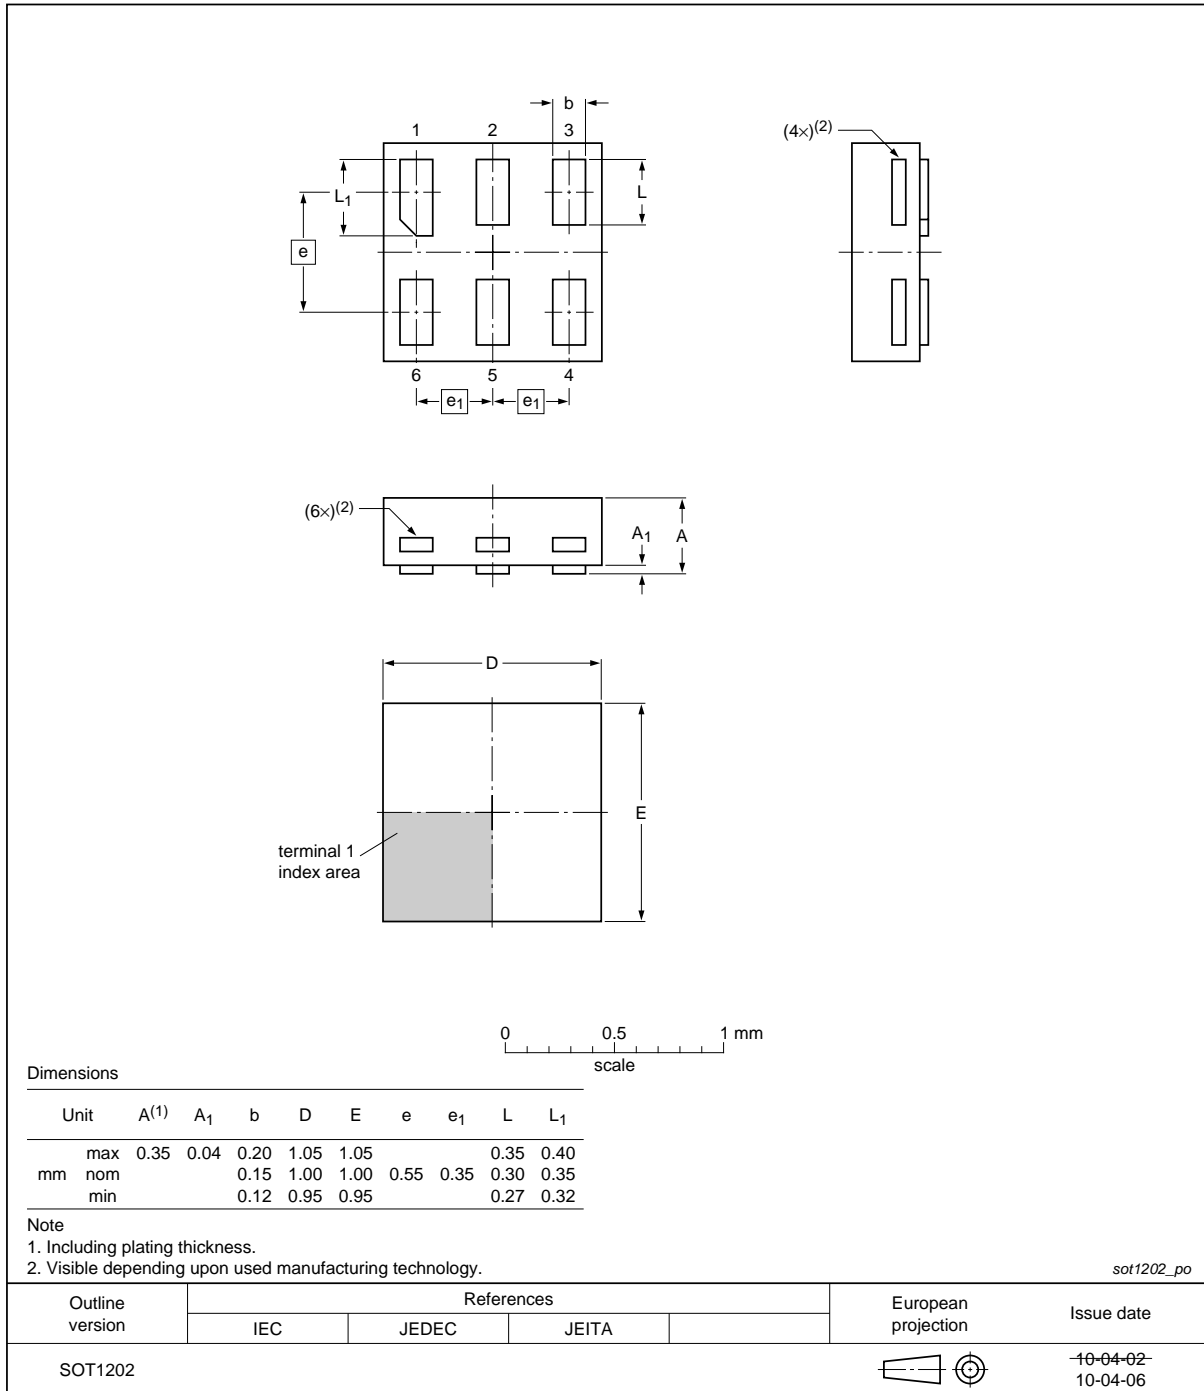 b
1 2 3
(4×)(2)
L1
L
e
6 5 4
e1 e1
(6×)(2)
A1
A
D
E
terminal 1
index area
0 0.5 1 mm
scale
Dimensions
Unit A(1) A1 b D E e e1 L L1
max 0.35 0.04 0.20 1.05 1.05 0.35 0.40
mm nom 0.15 1.00 1.00 0.55 0.35 0.30 0.35
min 0.12 0.95 0.95 0.27 0.32
Note
1. Including plating thickness.
2. Visible depending upon used manufacturing technology.
sot1202_po
Outline
version
References
IEC JEDEC JEITA
European
projection
Issue date
SOT1202
10-04-02
10-04-06